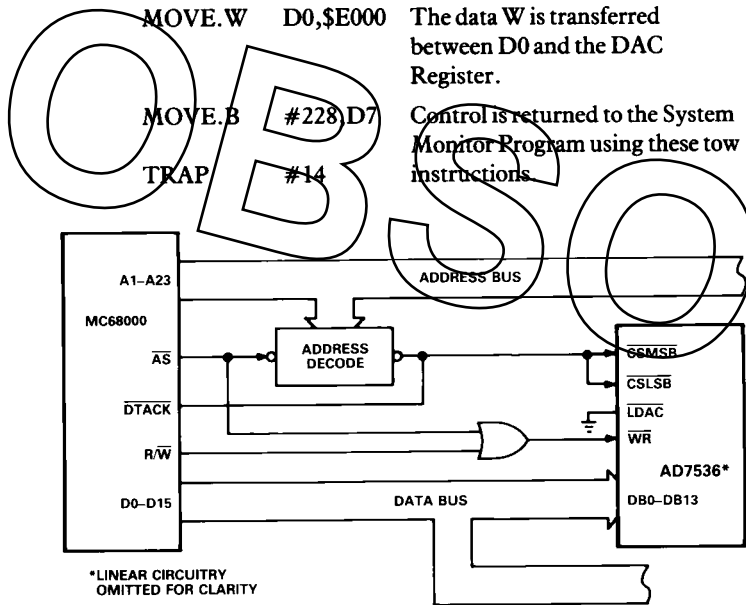 MOVE.W D0,$E000 The data W is transferred
between D0 and the DAC
Register.
MOVE.B #228,D7 Control is returned to the System
Monitor Program using these tow
TRAP #14 instructions.
OBSO
ADDRESS BUS
A1–A23
MC68000
ADDRESS
DECODE
AS
DTACK
R/W
D0–D15
CSMSB
CSLSB
LDAC
WR
AD7536*
DB0–DB13
DATA BUS
*LINEAR CIRCUITRY
OMITTED FOR CLARITY